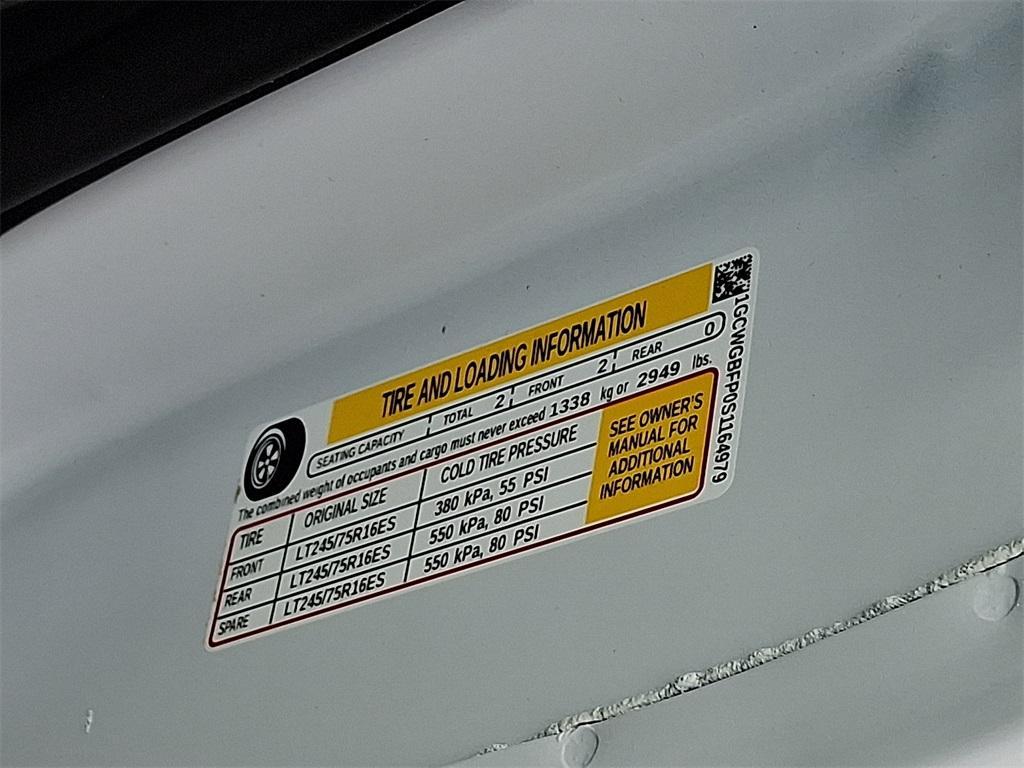 TIRE AND LOADING INFORMATION
SEATING CAPACITY TOTAL 2 FRONT 2 REAR 0
The combined weight of occupants and cargo must never exceed 1338 kg or 2949 lbs.
TIRE ORIGINAL SIZE COLD TIRE PRESSURE
FRONT LT245/75R16ES 380 kPa, 55 PSI
REAR LT245/75R16ES 550 kPa, 80 PSI
SPARE LT245/75R16ES 550 kPa, 80 PSI
SEE OWNER'S
MANUAL FOR
ADDITIONAL
INFORMATION
1GCWGBFP0S1164979